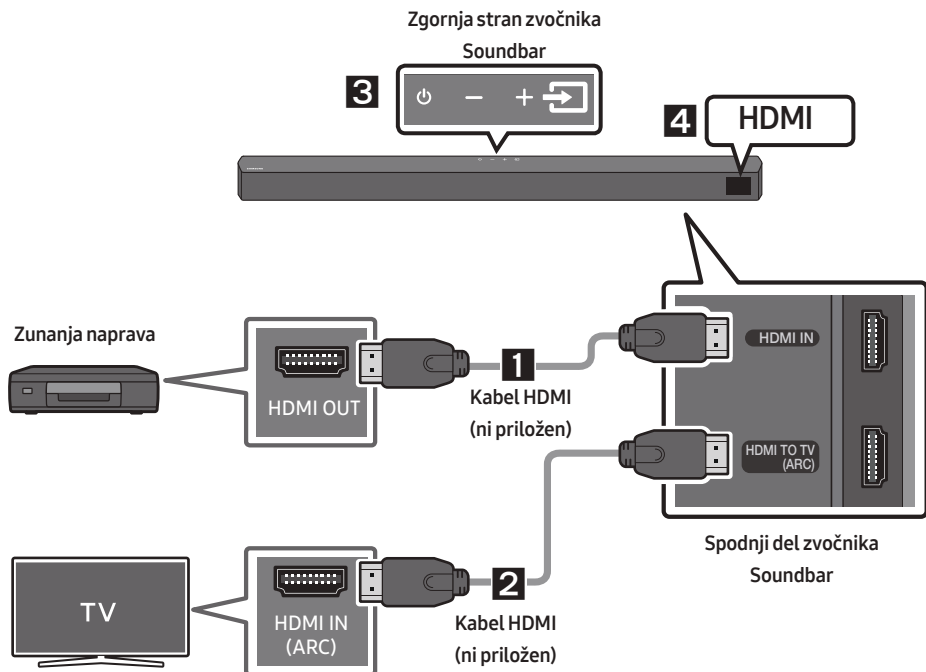 Zgornja stran zvočnika
Soundbar
3
4
HDMI
Zunanja naprava
HDMI OUT
1
Kabel HDMI
(ni priložen)
HDMI IN
HDMI TO TV
(ARC)
Spodnji del zvočnika
Soundbar
TV
HDMI IN
(ARC)
2
Kabel HDMI
(ni priložen)